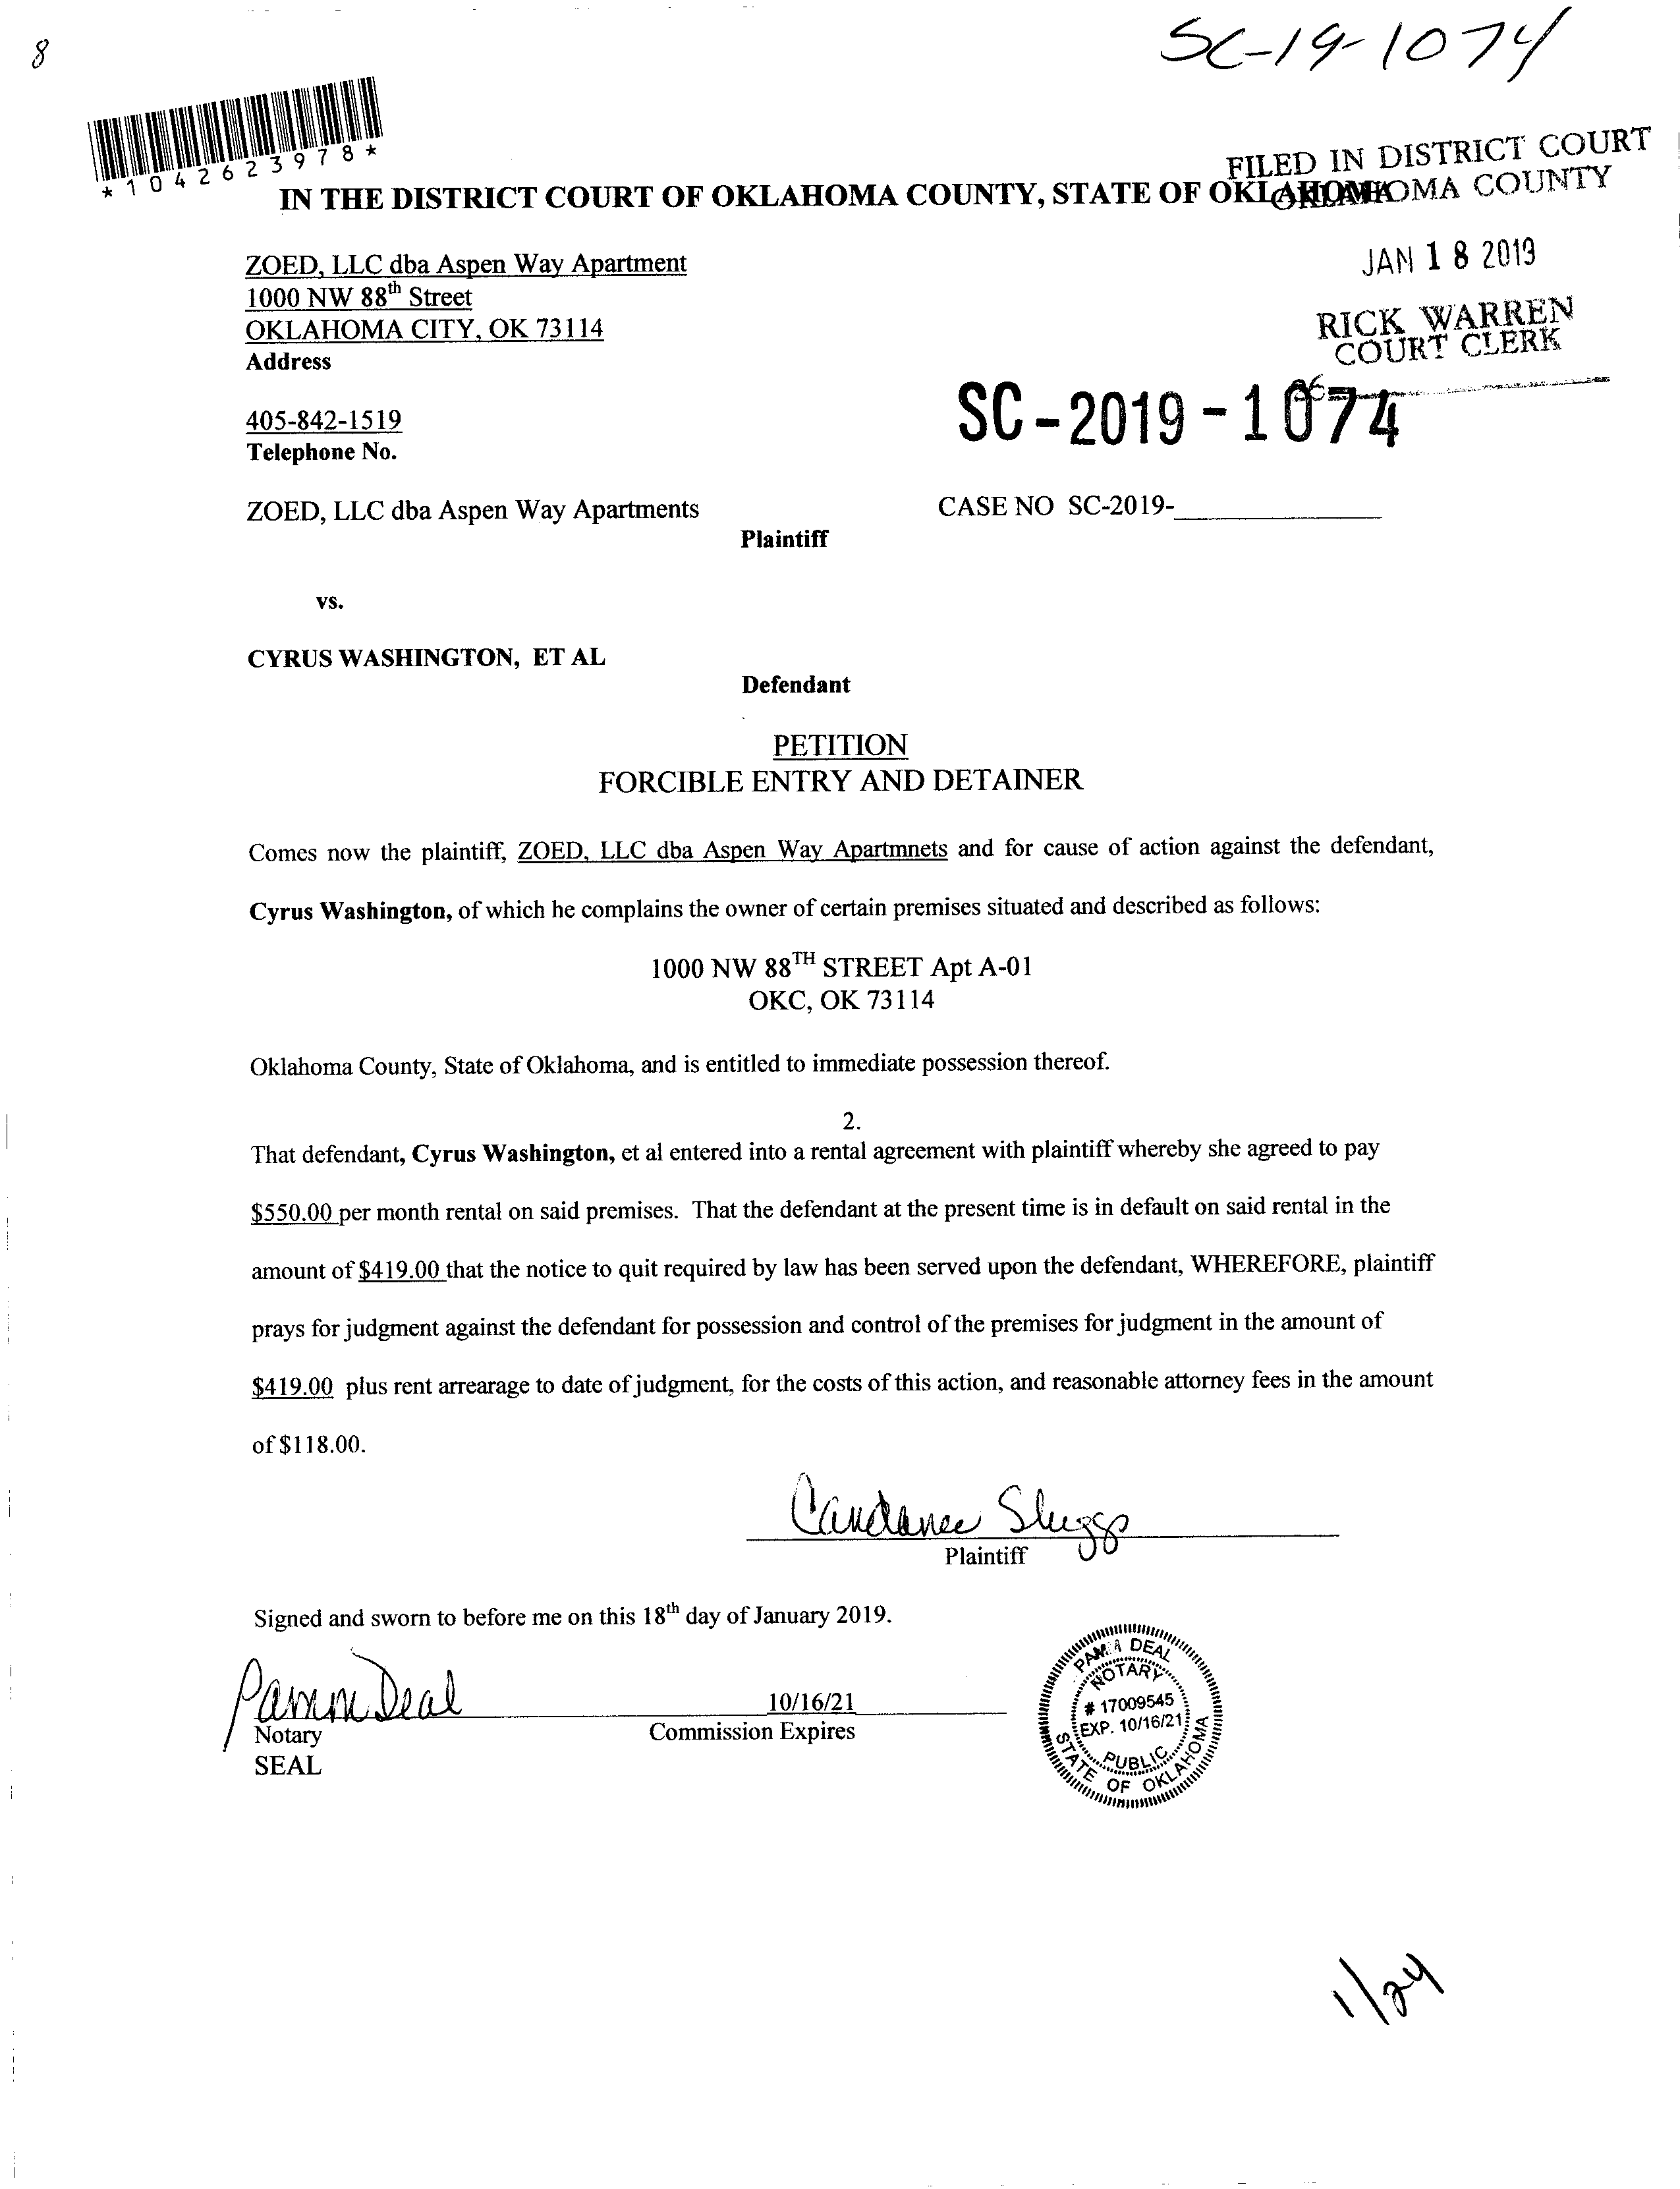 8
SC-19-1074
*1042623978*
FILED IN DISTRICT COURT
OKLAHOMA COUNTY
IN THE DISTRICT COURT OF OKLAHOMA COUNTY, STATE OF OKLAHOMA
JAN 18 2019
RICK WARREN
COURT CLERK
ZOED, LLC dba Aspen Way Apartment
1000 NW 88th Street
OKLAHOMA CITY, OK 73114
Address
SC-2019-1074
405-842-1519
Telephone No.
ZOED, LLC dba Aspen Way Apartments
CASE NO SC-2019-
Plaintiff
vs.
CYRUS WASHINGTON, ET AL
Defendant
PETITION
FORCIBLE ENTRY AND DETAINER
Comes now the plaintiff, ZOED, LLC dba Aspen Way Apartmnets and for cause of action against the defendant,
Cyrus Washington, of which he complains the owner of certain premises situated and described as follows:
1000 NW 88TH STREET Apt A-01
OKC, OK 73114
Oklahoma County, State of Oklahoma, and is entitled to immediate possession thereof.
2.
That defendant, Cyrus Washington, et al entered into a rental agreement with plaintiff whereby she agreed to pay
$550.00 per month rental on said premises. That the defendant at the present time is in default on said rental in the
amount of $419.00 that the notice to quit required by law has been served upon the defendant, WHEREFORE, plaintiff
prays for judgment against the defendant for possession and control of the premises for judgment in the amount of
$419.00 plus rent arrearage to date of judgment, for the costs of this action, and reasonable attorney fees in the amount
of $118.00.
Candanee Sluggs
Plaintiff
Signed and sworn to before me on this 18th day of January 2019.
Pamm Deal
10/16/21
Notary
Commission Expires
SEAL
PAM A DEAL
NOTARY
# 17009545
EXP. 10/16/21
PUBLIC
STATE OF OKLAHOMA
1/24